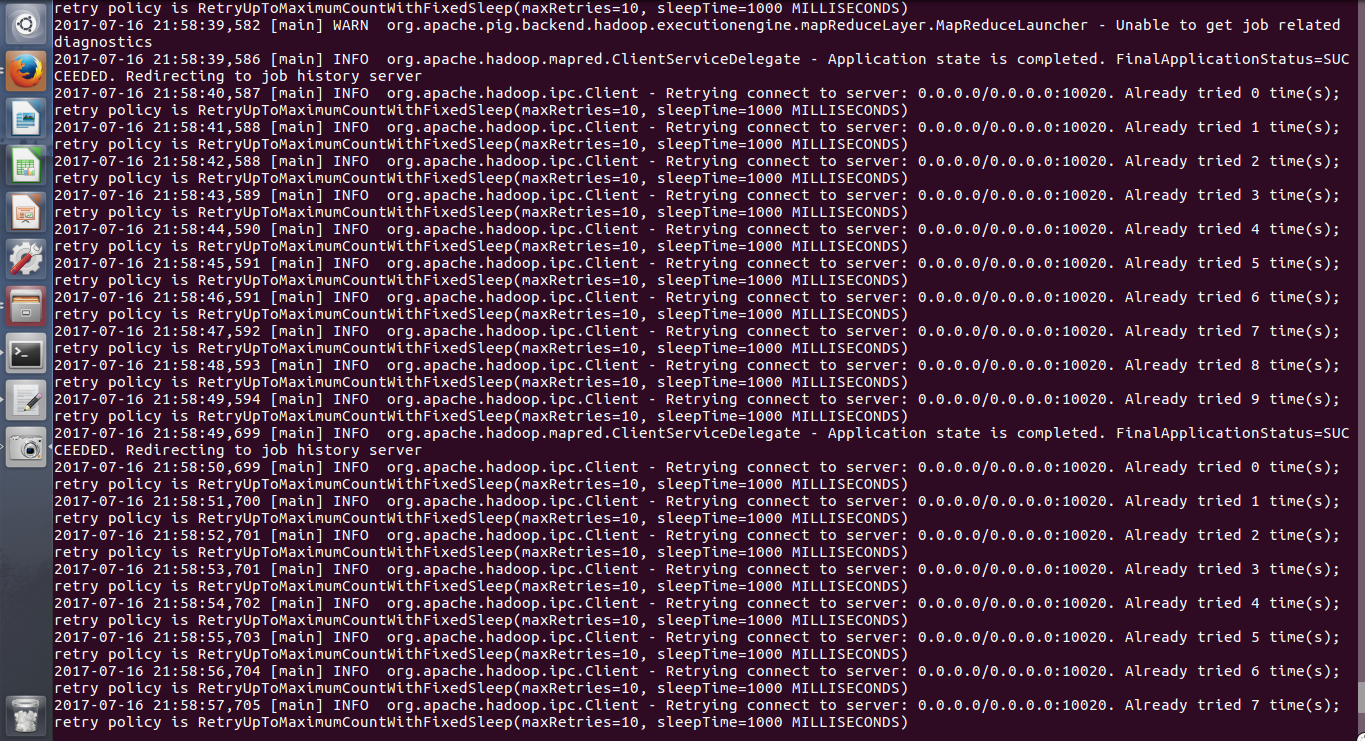 retry policy is RetryUpToMaximumCountWithFixedSleep(maxRetries=10, sleepTime=1000 MILLISECONDS)
2017-07-16 21:58:39,582 [main] WARN  org.apache.pig.backend.hadoop.executionengine.mapReduceLayer.MapReduceLauncher - Unable to get job related
diagnostics
2017-07-16 21:58:39,586 [main] INFO  org.apache.hadoop.mapred.ClientServiceDelegate - Application state is completed. FinalApplicationStatus=SUC
CEEDED. Redirecting to job history server
2017-07-16 21:58:40,587 [main] INFO  org.apache.hadoop.ipc.Client - Retrying connect to server: 0.0.0.0/0.0.0.0:10020. Already tried 0 time(s);
retry policy is RetryUpToMaximumCountWithFixedSleep(maxRetries=10, sleepTime=1000 MILLISECONDS)
2017-07-16 21:58:41,588 [main] INFO  org.apache.hadoop.ipc.Client - Retrying connect to server: 0.0.0.0/0.0.0.0:10020. Already tried 1 time(s);
retry policy is RetryUpToMaximumCountWithFixedSleep(maxRetries=10, sleepTime=1000 MILLISECONDS)
2017-07-16 21:58:42,588 [main] INFO  org.apache.hadoop.ipc.Client - Retrying connect to server: 0.0.0.0/0.0.0.0:10020. Already tried 2 time(s);
retry policy is RetryUpToMaximumCountWithFixedSleep(maxRetries=10, sleepTime=1000 MILLISECONDS)
2017-07-16 21:58:43,589 [main] INFO  org.apache.hadoop.ipc.Client - Retrying connect to server: 0.0.0.0/0.0.0.0:10020. Already tried 3 time(s);
retry policy is RetryUpToMaximumCountWithFixedSleep(maxRetries=10, sleepTime=1000 MILLISECONDS)
2017-07-16 21:58:44,590 [main] INFO  org.apache.hadoop.ipc.Client - Retrying connect to server: 0.0.0.0/0.0.0.0:10020. Already tried 4 time(s);
retry policy is RetryUpToMaximumCountWithFixedSleep(maxRetries=10, sleepTime=1000 MILLISECONDS)
2017-07-16 21:58:45,591 [main] INFO  org.apache.hadoop.ipc.Client - Retrying connect to server: 0.0.0.0/0.0.0.0:10020. Already tried 5 time(s);
retry policy is RetryUpToMaximumCountWithFixedSleep(maxRetries=10, sleepTime=1000 MILLISECONDS)
2017-07-16 21:58:46,591 [main] INFO  org.apache.hadoop.ipc.Client - Retrying connect to server: 0.0.0.0/0.0.0.0:10020. Already tried 6 time(s);
retry policy is RetryUpToMaximumCountWithFixedSleep(maxRetries=10, sleepTime=1000 MILLISECONDS)
2017-07-16 21:58:47,592 [main] INFO  org.apache.hadoop.ipc.Client - Retrying connect to server: 0.0.0.0/0.0.0.0:10020. Already tried 7 time(s);
retry policy is RetryUpToMaximumCountWithFixedSleep(maxRetries=10, sleepTime=1000 MILLISECONDS)
2017-07-16 21:58:48,593 [main] INFO  org.apache.hadoop.ipc.Client - Retrying connect to server: 0.0.0.0/0.0.0.0:10020. Already tried 8 time(s);
retry policy is RetryUpToMaximumCountWithFixedSleep(maxRetries=10, sleepTime=1000 MILLISECONDS)
2017-07-16 21:58:49,594 [main] INFO  org.apache.hadoop.ipc.Client - Retrying connect to server: 0.0.0.0/0.0.0.0:10020. Already tried 9 time(s);
retry policy is RetryUpToMaximumCountWithFixedSleep(maxRetries=10, sleepTime=1000 MILLISECONDS)
2017-07-16 21:58:49,699 [main] INFO  org.apache.hadoop.mapred.ClientServiceDelegate - Application state is completed. FinalApplicationStatus=SUC
CEEDED. Redirecting to job history server
2017-07-16 21:58:50,699 [main] INFO  org.apache.hadoop.ipc.Client - Retrying connect to server: 0.0.0.0/0.0.0.0:10020. Already tried 0 time(s);
retry policy is RetryUpToMaximumCountWithFixedSleep(maxRetries=10, sleepTime=1000 MILLISECONDS)
2017-07-16 21:58:51,700 [main] INFO  org.apache.hadoop.ipc.Client - Retrying connect to server: 0.0.0.0/0.0.0.0:10020. Already tried 1 time(s);
retry policy is RetryUpToMaximumCountWithFixedSleep(maxRetries=10, sleepTime=1000 MILLISECONDS)
2017-07-16 21:58:52,701 [main] INFO  org.apache.hadoop.ipc.Client - Retrying connect to server: 0.0.0.0/0.0.0.0:10020. Already tried 2 time(s);
retry policy is RetryUpToMaximumCountWithFixedSleep(maxRetries=10, sleepTime=1000 MILLISECONDS)
2017-07-16 21:58:53,701 [main] INFO  org.apache.hadoop.ipc.Client - Retrying connect to server: 0.0.0.0/0.0.0.0:10020. Already tried 3 time(s);
retry policy is RetryUpToMaximumCountWithFixedSleep(maxRetries=10, sleepTime=1000 MILLISECONDS)
2017-07-16 21:58:54,702 [main] INFO  org.apache.hadoop.ipc.Client - Retrying connect to server: 0.0.0.0/0.0.0.0:10020. Already tried 4 time(s);
retry policy is RetryUpToMaximumCountWithFixedSleep(maxRetries=10, sleepTime=1000 MILLISECONDS)
2017-07-16 21:58:55,703 [main] INFO  org.apache.hadoop.ipc.Client - Retrying connect to server: 0.0.0.0/0.0.0.0:10020. Already tried 5 time(s);
retry policy is RetryUpToMaximumCountWithFixedSleep(maxRetries=10, sleepTime=1000 MILLISECONDS)
2017-07-16 21:58:56,704 [main] INFO  org.apache.hadoop.ipc.Client - Retrying connect to server: 0.0.0.0/0.0.0.0:10020. Already tried 6 time(s);
retry policy is RetryUpToMaximumCountWithFixedSleep(maxRetries=10, sleepTime=1000 MILLISECONDS)
2017-07-16 21:58:57,705 [main] INFO  org.apache.hadoop.ipc.Client - Retrying connect to server: 0.0.0.0/0.0.0.0:10020. Already tried 7 time(s);
retry policy is RetryUpToMaximumCountWithFixedSleep(maxRetries=10, sleepTime=1000 MILLISECONDS)